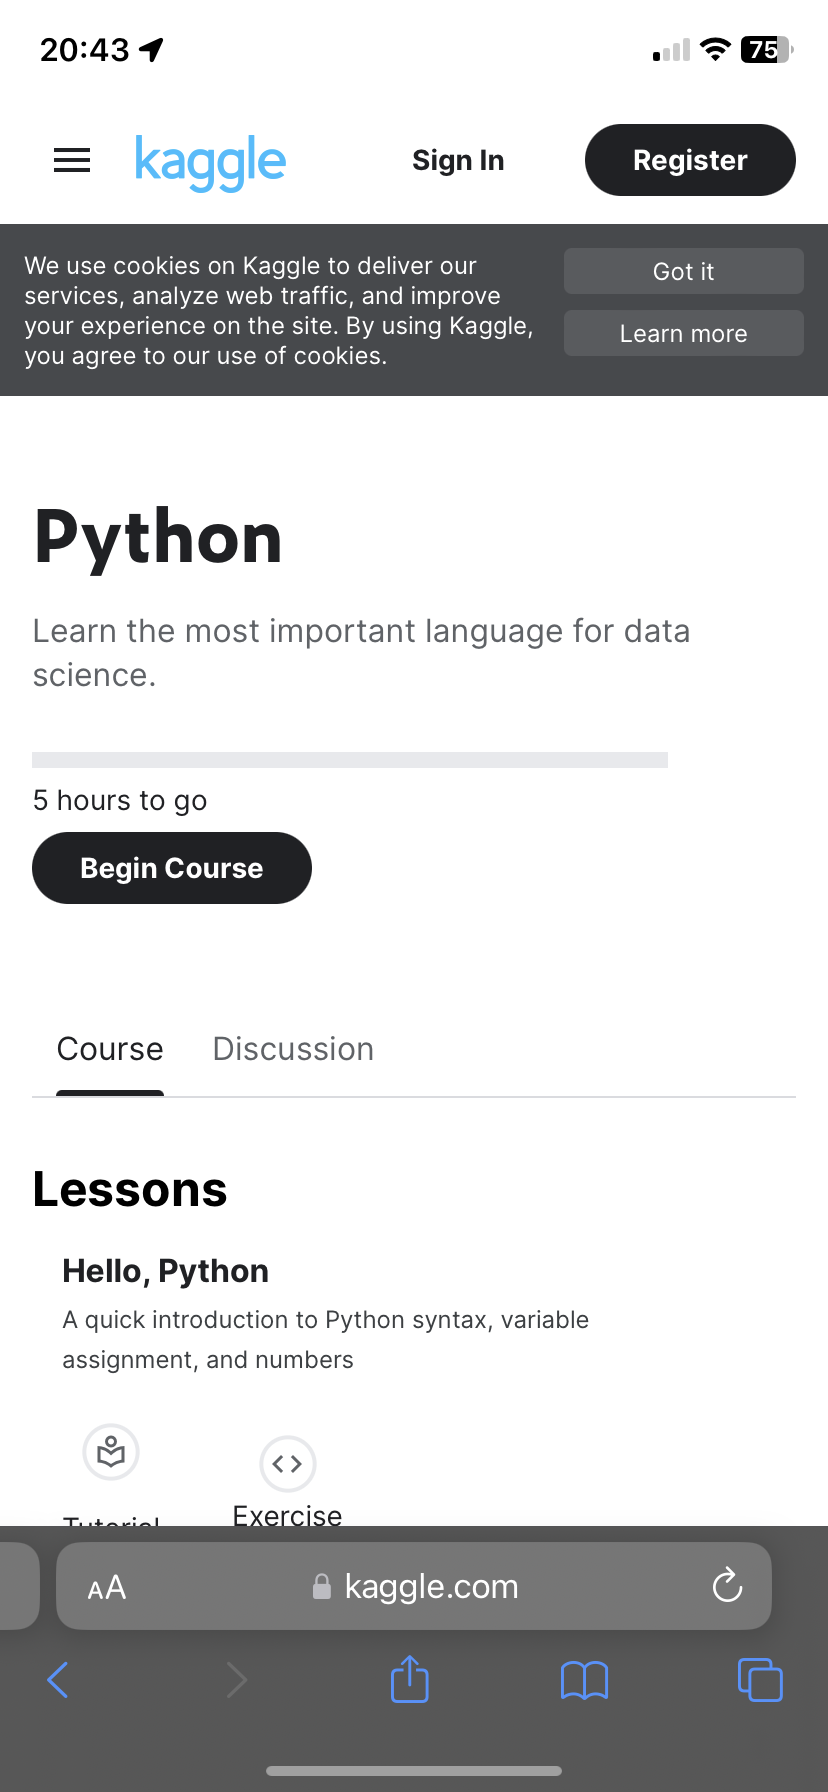 20:43
75
kaggle
Sign In
Register
We use cookies on Kaggle to deliver our
services, analyze web traffic, and improve
your experience on the site. By using Kaggle,
you agree to our use of cookies.
Got it
Learn more
Python
Learn the most important language for data
science.
5 hours to go
Begin Course
Course
Discussion
Lessons
Hello, Python
A quick introduction to Python syntax, variable
assignment, and numbers
Tutorial
Exercise
AA
kaggle.com